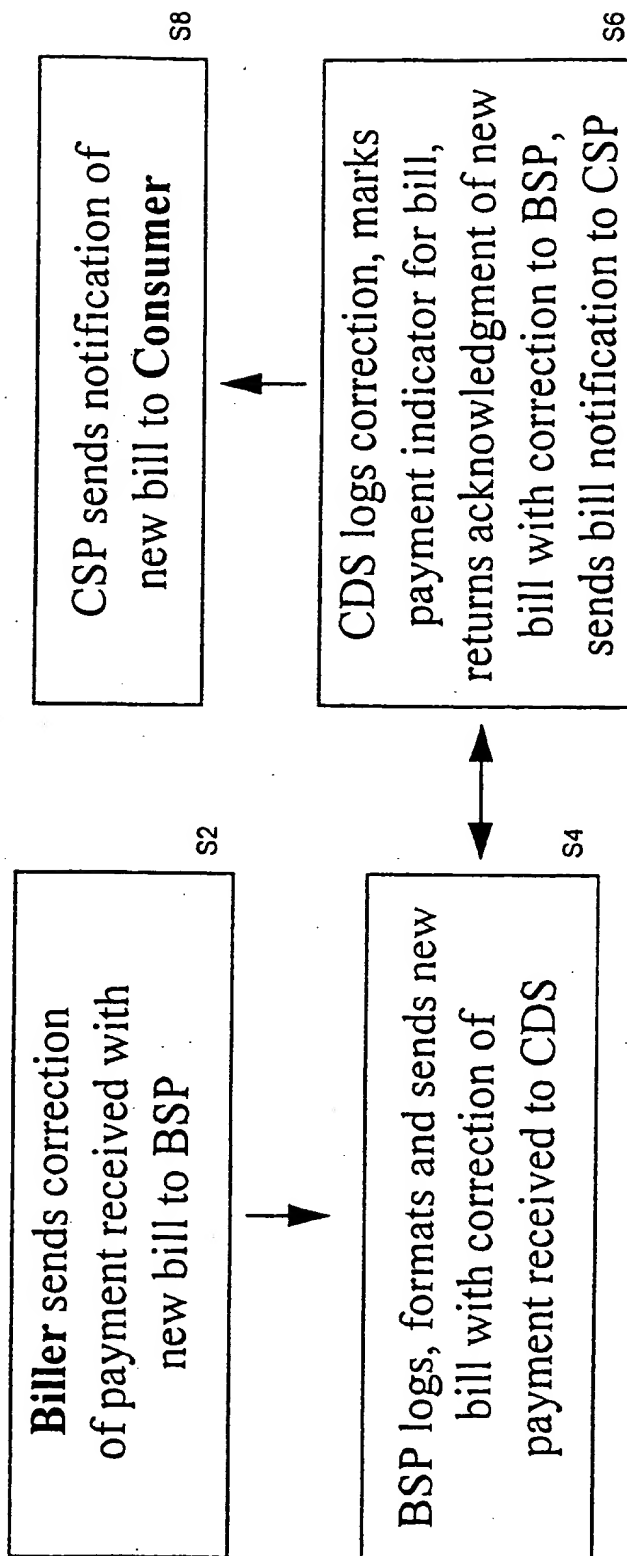 Biller sends correction
of payment received with
new bill to BSP
S2
BSP logs, formats and sends new
bill with correction of
payment received to CDS
S4
CDS logs correction, marks
payment indicator for bill,
returns acknowledgment of new
bill with correction to BSP,
sends bill notification to CSP
S6
CSP sends notification of
new bill to Consumer
S8